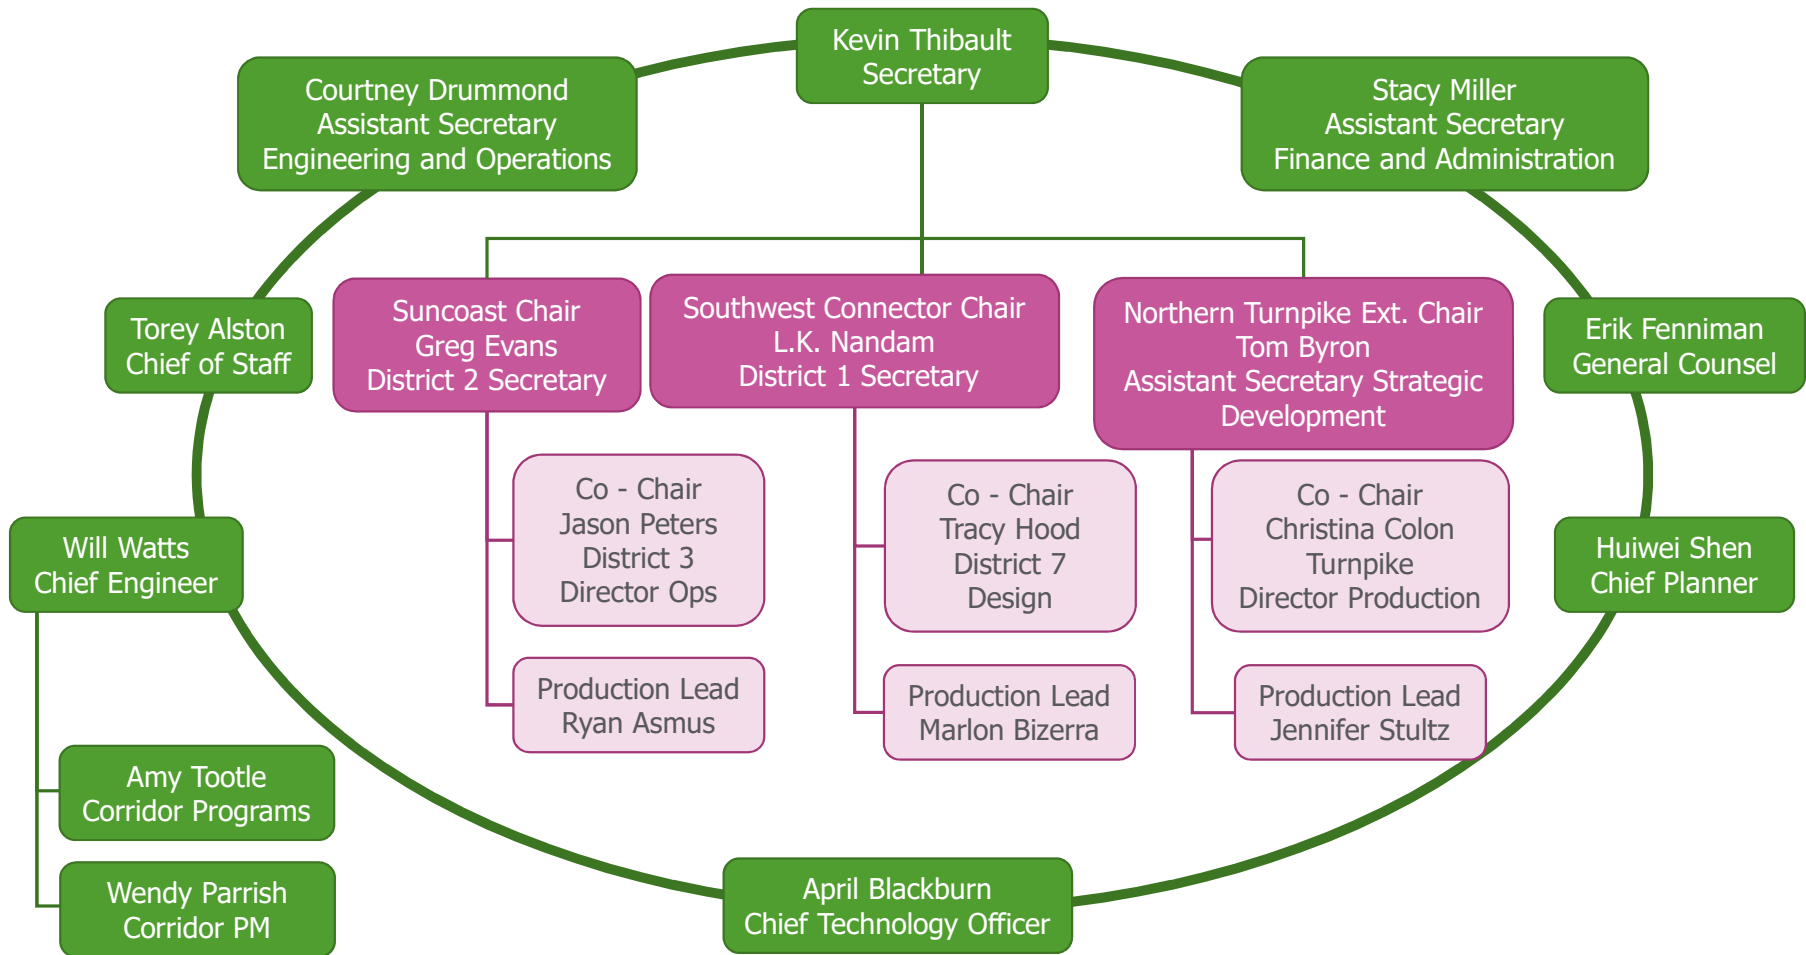 Kevin Thibault
Secretary
Courtney Drummond
Assistant Secretary
Engineering and Operations
Stacy Miller
Assistant Secretary
Finance and Administration
Torey Alston
Chief of Staff
Suncoast Chair
Greg Evans
District 2 Secretary
Southwest Connector Chair
L.K. Nandam
District 1 Secretary
Northern Turnpike Ext. Chair
Tom Byron
Assistant Secretary Strategic
Development
Erik Fenniman
General Counsel
Co - Chair
Jason Peters
District 3
Director Ops
Co - Chair
Tracy Hood
District 7
Design
Co - Chair
Christina Colon
Turnpike
Director Production
Will Watts
Chief Engineer
Huiwei Shen
Chief Planner
Production Lead
Ryan Asmus
Production Lead
Marlon Bizerra
Production Lead
Jennifer Stultz
Amy Tootle
Corridor Programs
Wendy Parrish
Corridor PM
April Blackburn
Chief Technology Officer